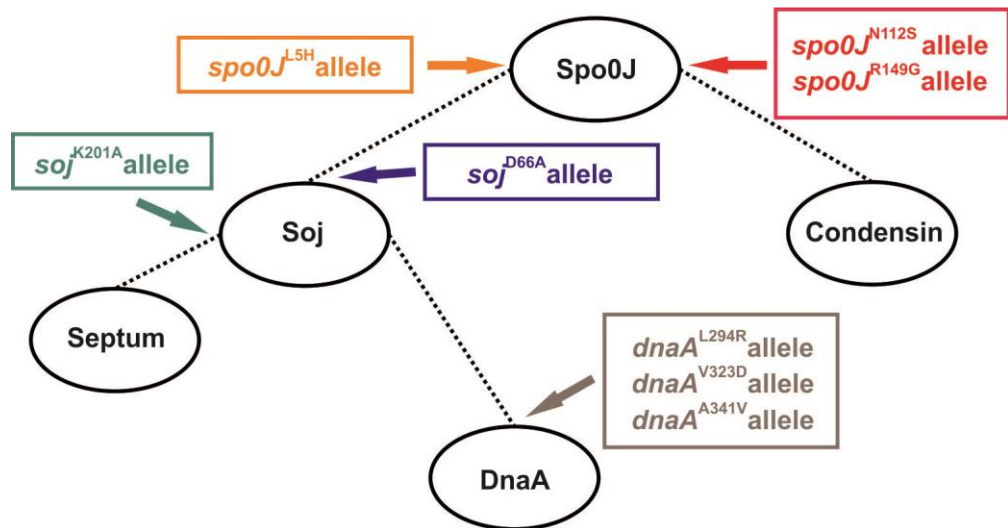 spo0J^L5H allele
Spo0J
spo0J^N112S allele
spo0J^R149G allele
soj^K201A allele
soj^D66A allele
Soj
Condensin
Septum
dnaA^L294R allele
dnaA^V323D allele
dnaA^A341V allele
DnaA